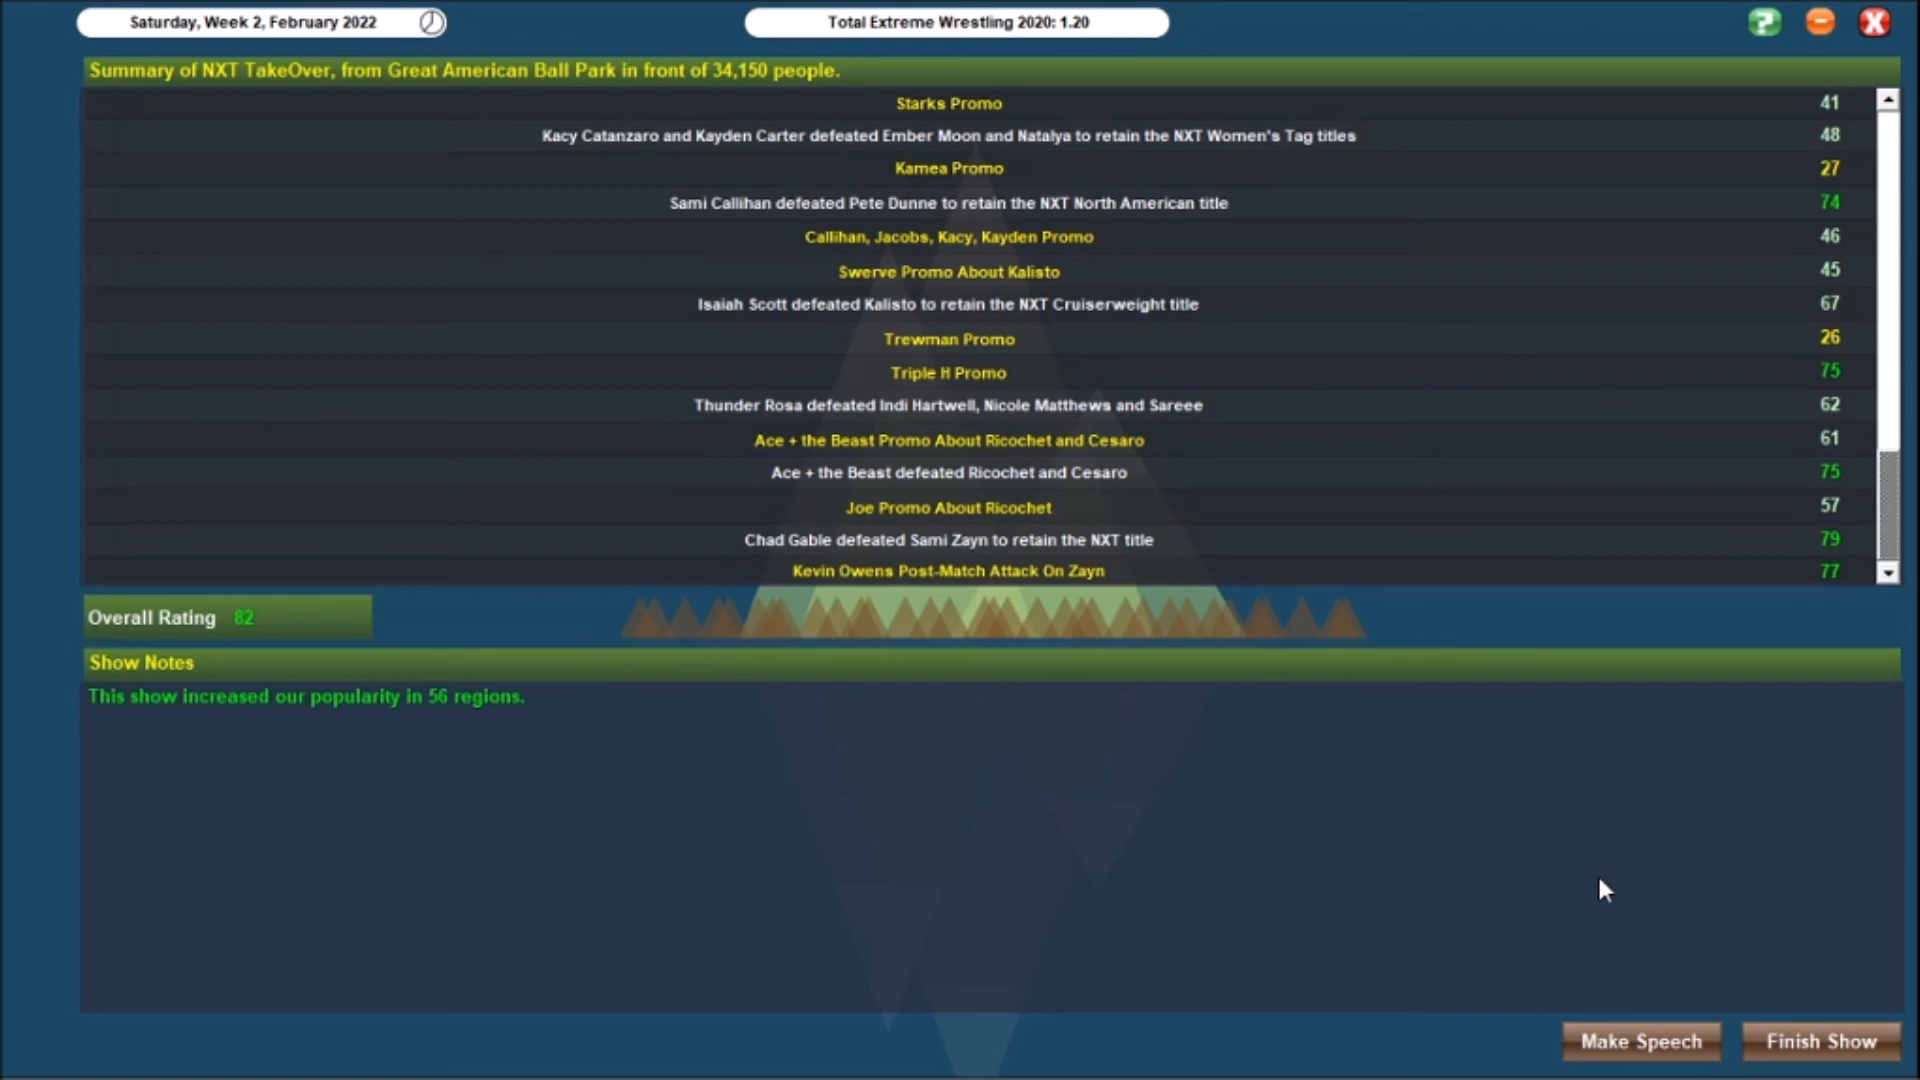 Saturday, Week 2, February 2022
Total Extreme Wrestling 2020: 1.20
Summary of NXT TakeOver, from Great American Ball Park in front of 34,150 people.
Starks Promo 41
Kacy Catanzaro and Kayden Carter defeated Ember Moon and Natalya to retain the NXT Women's Tag titles 48
Kamea Promo 27
Sami Callihan defeated Pete Dunne to retain the NXT North American title 74
Callihan, Jacobs, Kacy, Kayden Promo 46
Swerve Promo About Kalisto 45
Isaiah Scott defeated Kalisto to retain the NXT Cruiserweight title 67
Trewman Promo 26
Triple H Promo 75
Thunder Rosa defeated Indi Hartwell, Nicole Matthews and Sareee 62
Ace + the Beast Promo About Ricochet and Cesaro 61
Ace + the Beast defeated Ricochet and Cesaro 75
Joe Promo About Ricochet 57
Chad Gable defeated Sami Zayn to retain the NXT title 79
Kevin Owens Post-Match Attack On Zayn 77
Overall Rating 82
Show Notes
This show increased our popularity in 56 regions.
Make Speech
Finish Show